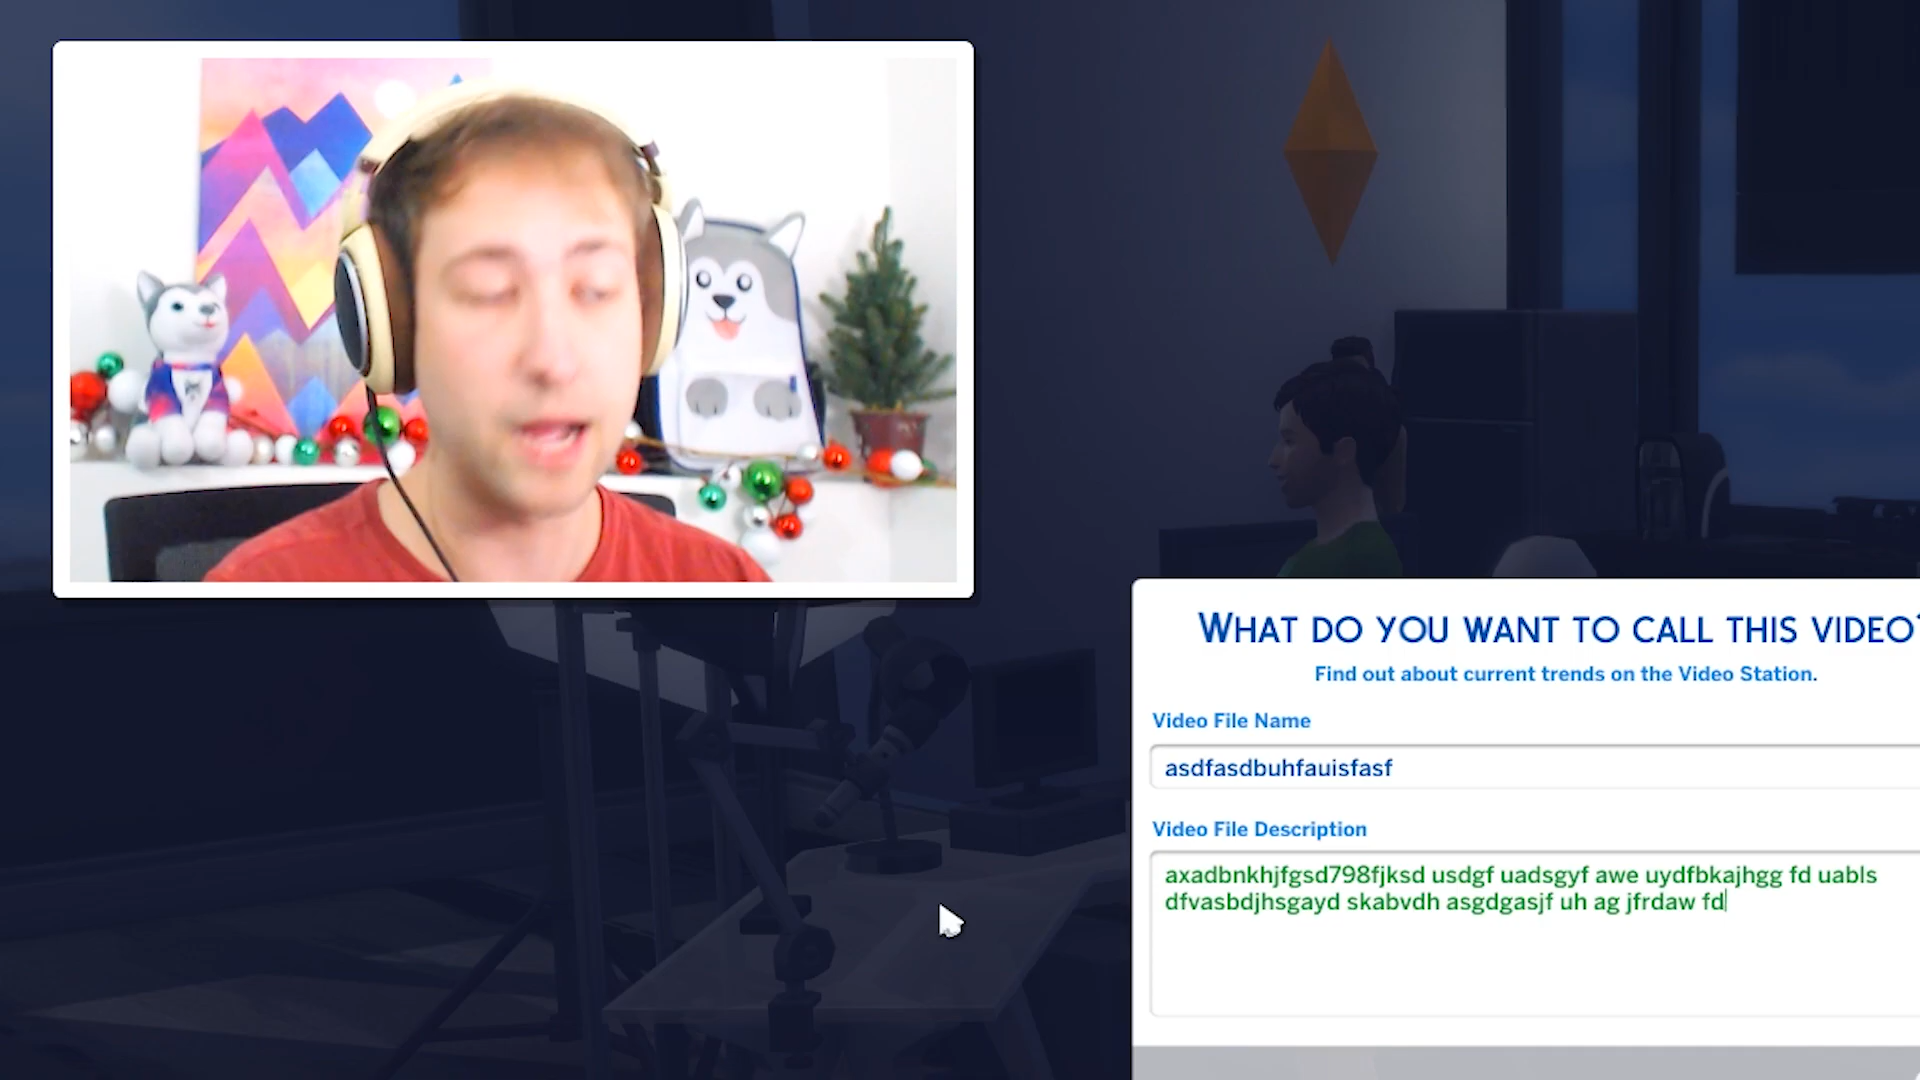 WHAT DO YOU WANT TO CALL THIS VIDEO?
Find out about current trends on the Video Station.
Video File Name
asdfasdbuhfauisfasf
Video File Description
axadbnkhjfgsd798fjksd usdgf uadsgyf awe uydfbkajhgg fd uabls
dfvasbdjhsgayd skabvdh asgdgasjf uh ag jfrdaw fd